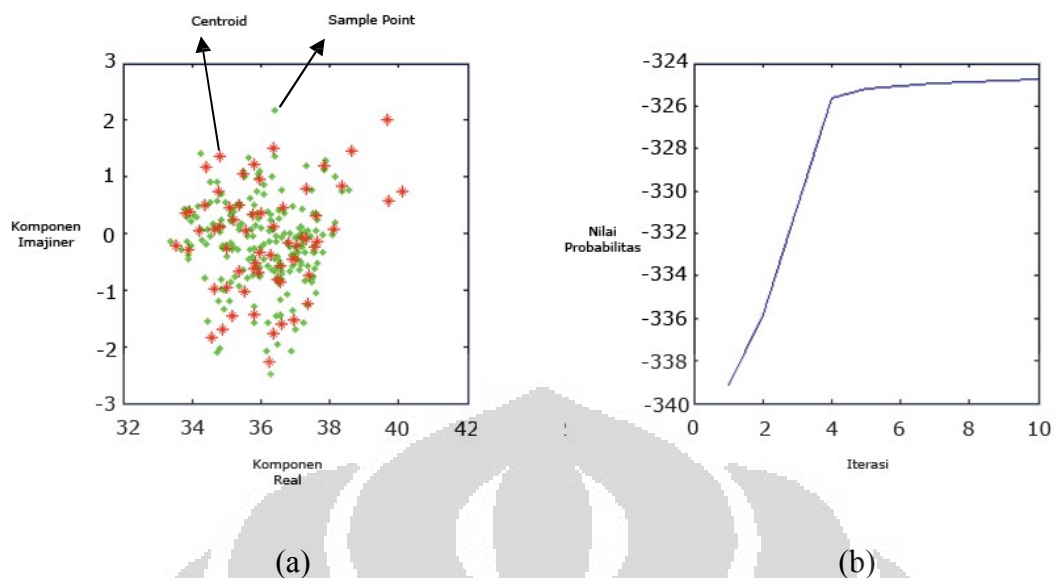 Centroid
Sample Point
3
2
1
0
-1
-2
-3
32
34
36
38
40
42
Komponen
Imajiner
Komponen
Real
(a)
-324
-326
-328
-330
-332
-334
-336
-338
-340
0
2
4
6
8
10
Nilai
Probabilitas
Iterasi
(b)